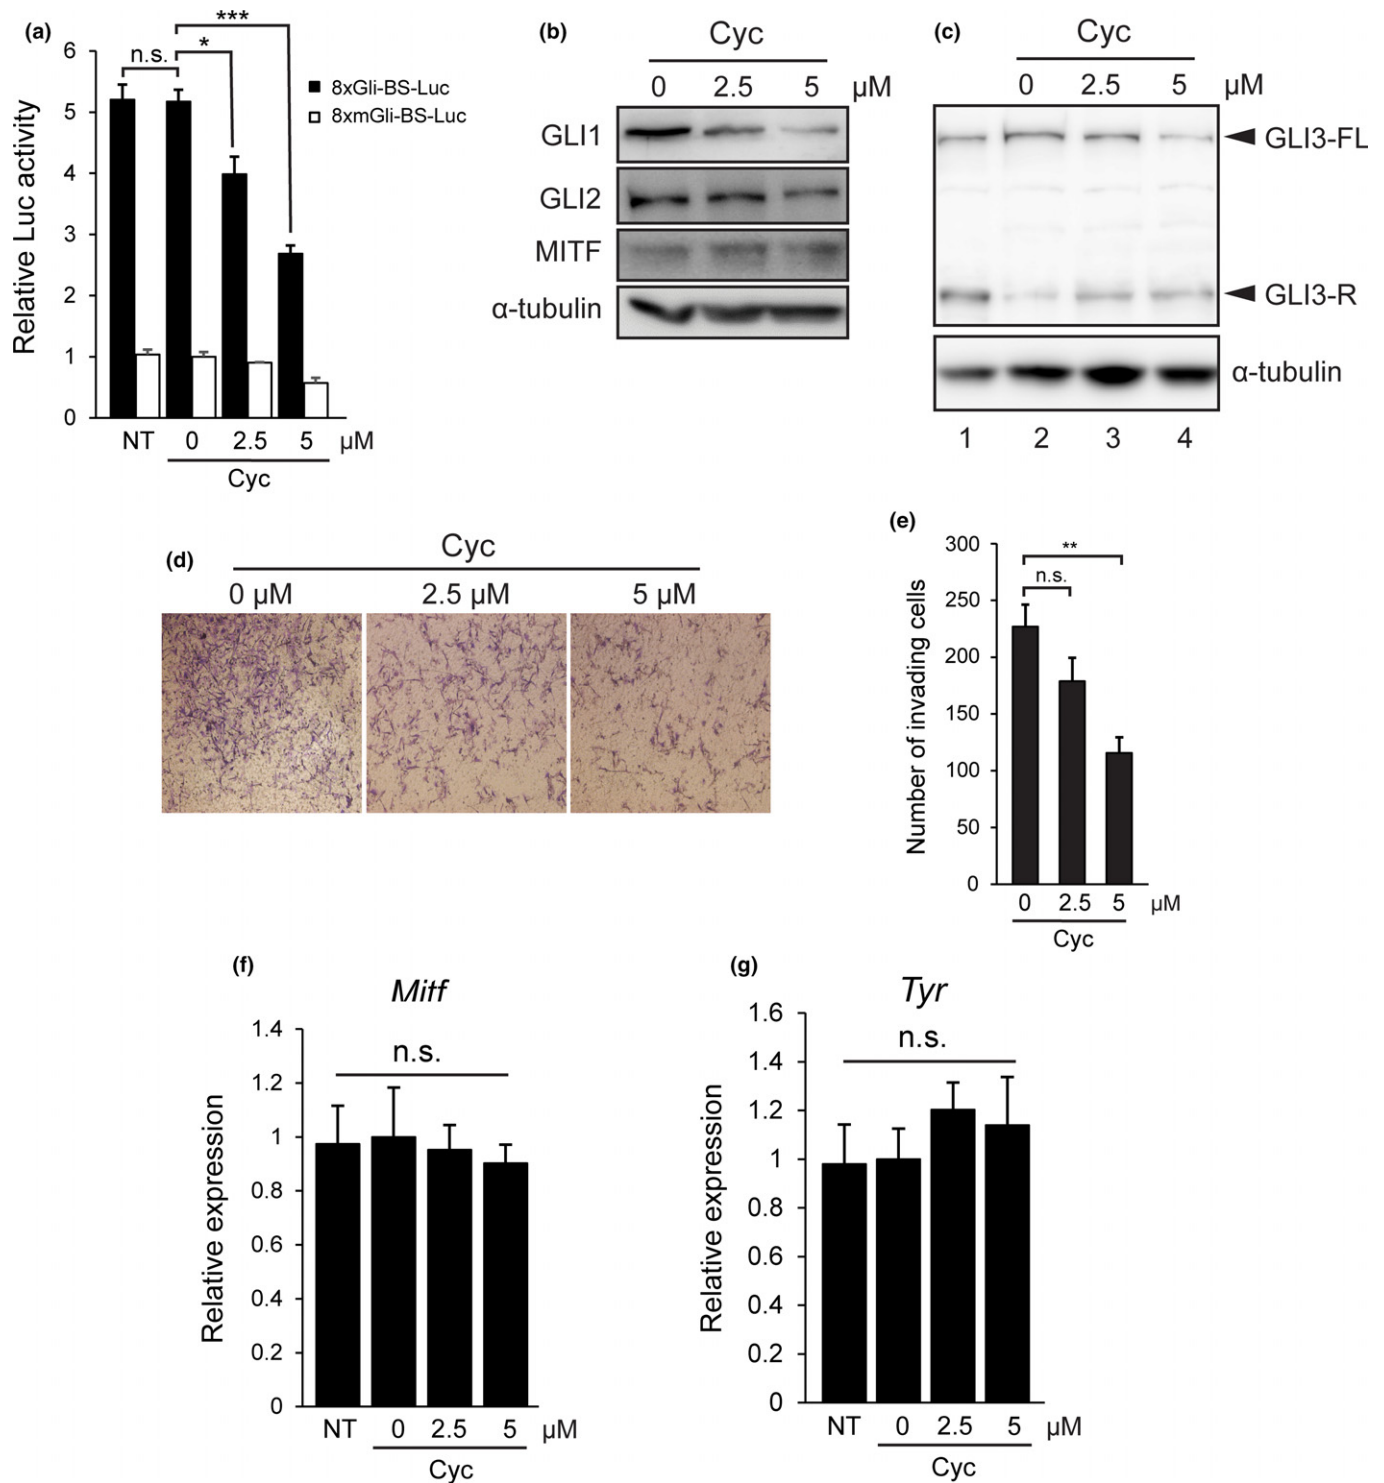 (a)
***
*
n.s.
6
5
4
3
2
1
0
Relative Luc activity
8xGli-BS-Luc
8xmGli-BS-Luc
NT 0 2.5 5 µM
Cyc
(b)
Cyc
0 2.5 5 µM
GLI1
GLI2
MITF
α-tubulin
(c)
Cyc
0 2.5 5 µM
GLI3-FL
GLI3-R
α-tubulin
1 2 3 4
(d)
Cyc
0 µM 2.5 µM 5 µM
(e)
300
250
200
150
100
50
0
**
n.s.
Number of invading cells
0 2.5 5 µM
Cyc
(f)
Mitf
1.4
1.2
1
0.8
0.6
0.4
0.2
0
n.s.
Relative expression
NT 0 2.5 5 µM
Cyc
(g)
Tyr
1.6
1.4
1.2
1
0.8
0.6
0.4
0.2
0
n.s.
Relative expression
NT 0 2.5 5 µM
Cyc